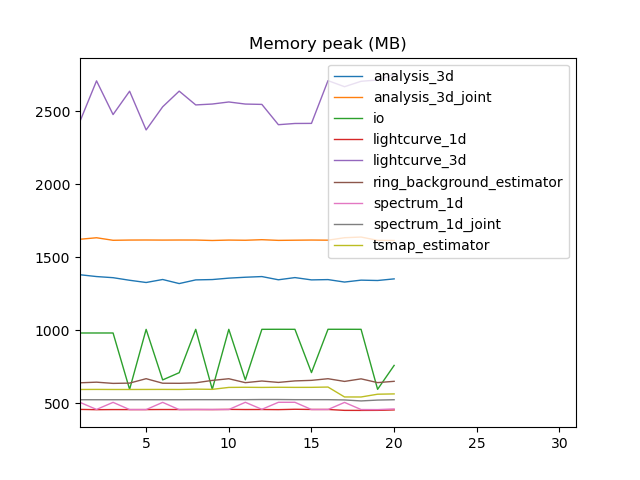 Memory peak (MB)
analysis_3d
analysis_3d_joint
io
lightcurve_1d
lightcurve_3d
ring_background_estimator
spectrum_1d
spectrum_1d_joint
tsmap_estimator
2500
2000
1500
1000
500
5 10 15 20 25 30